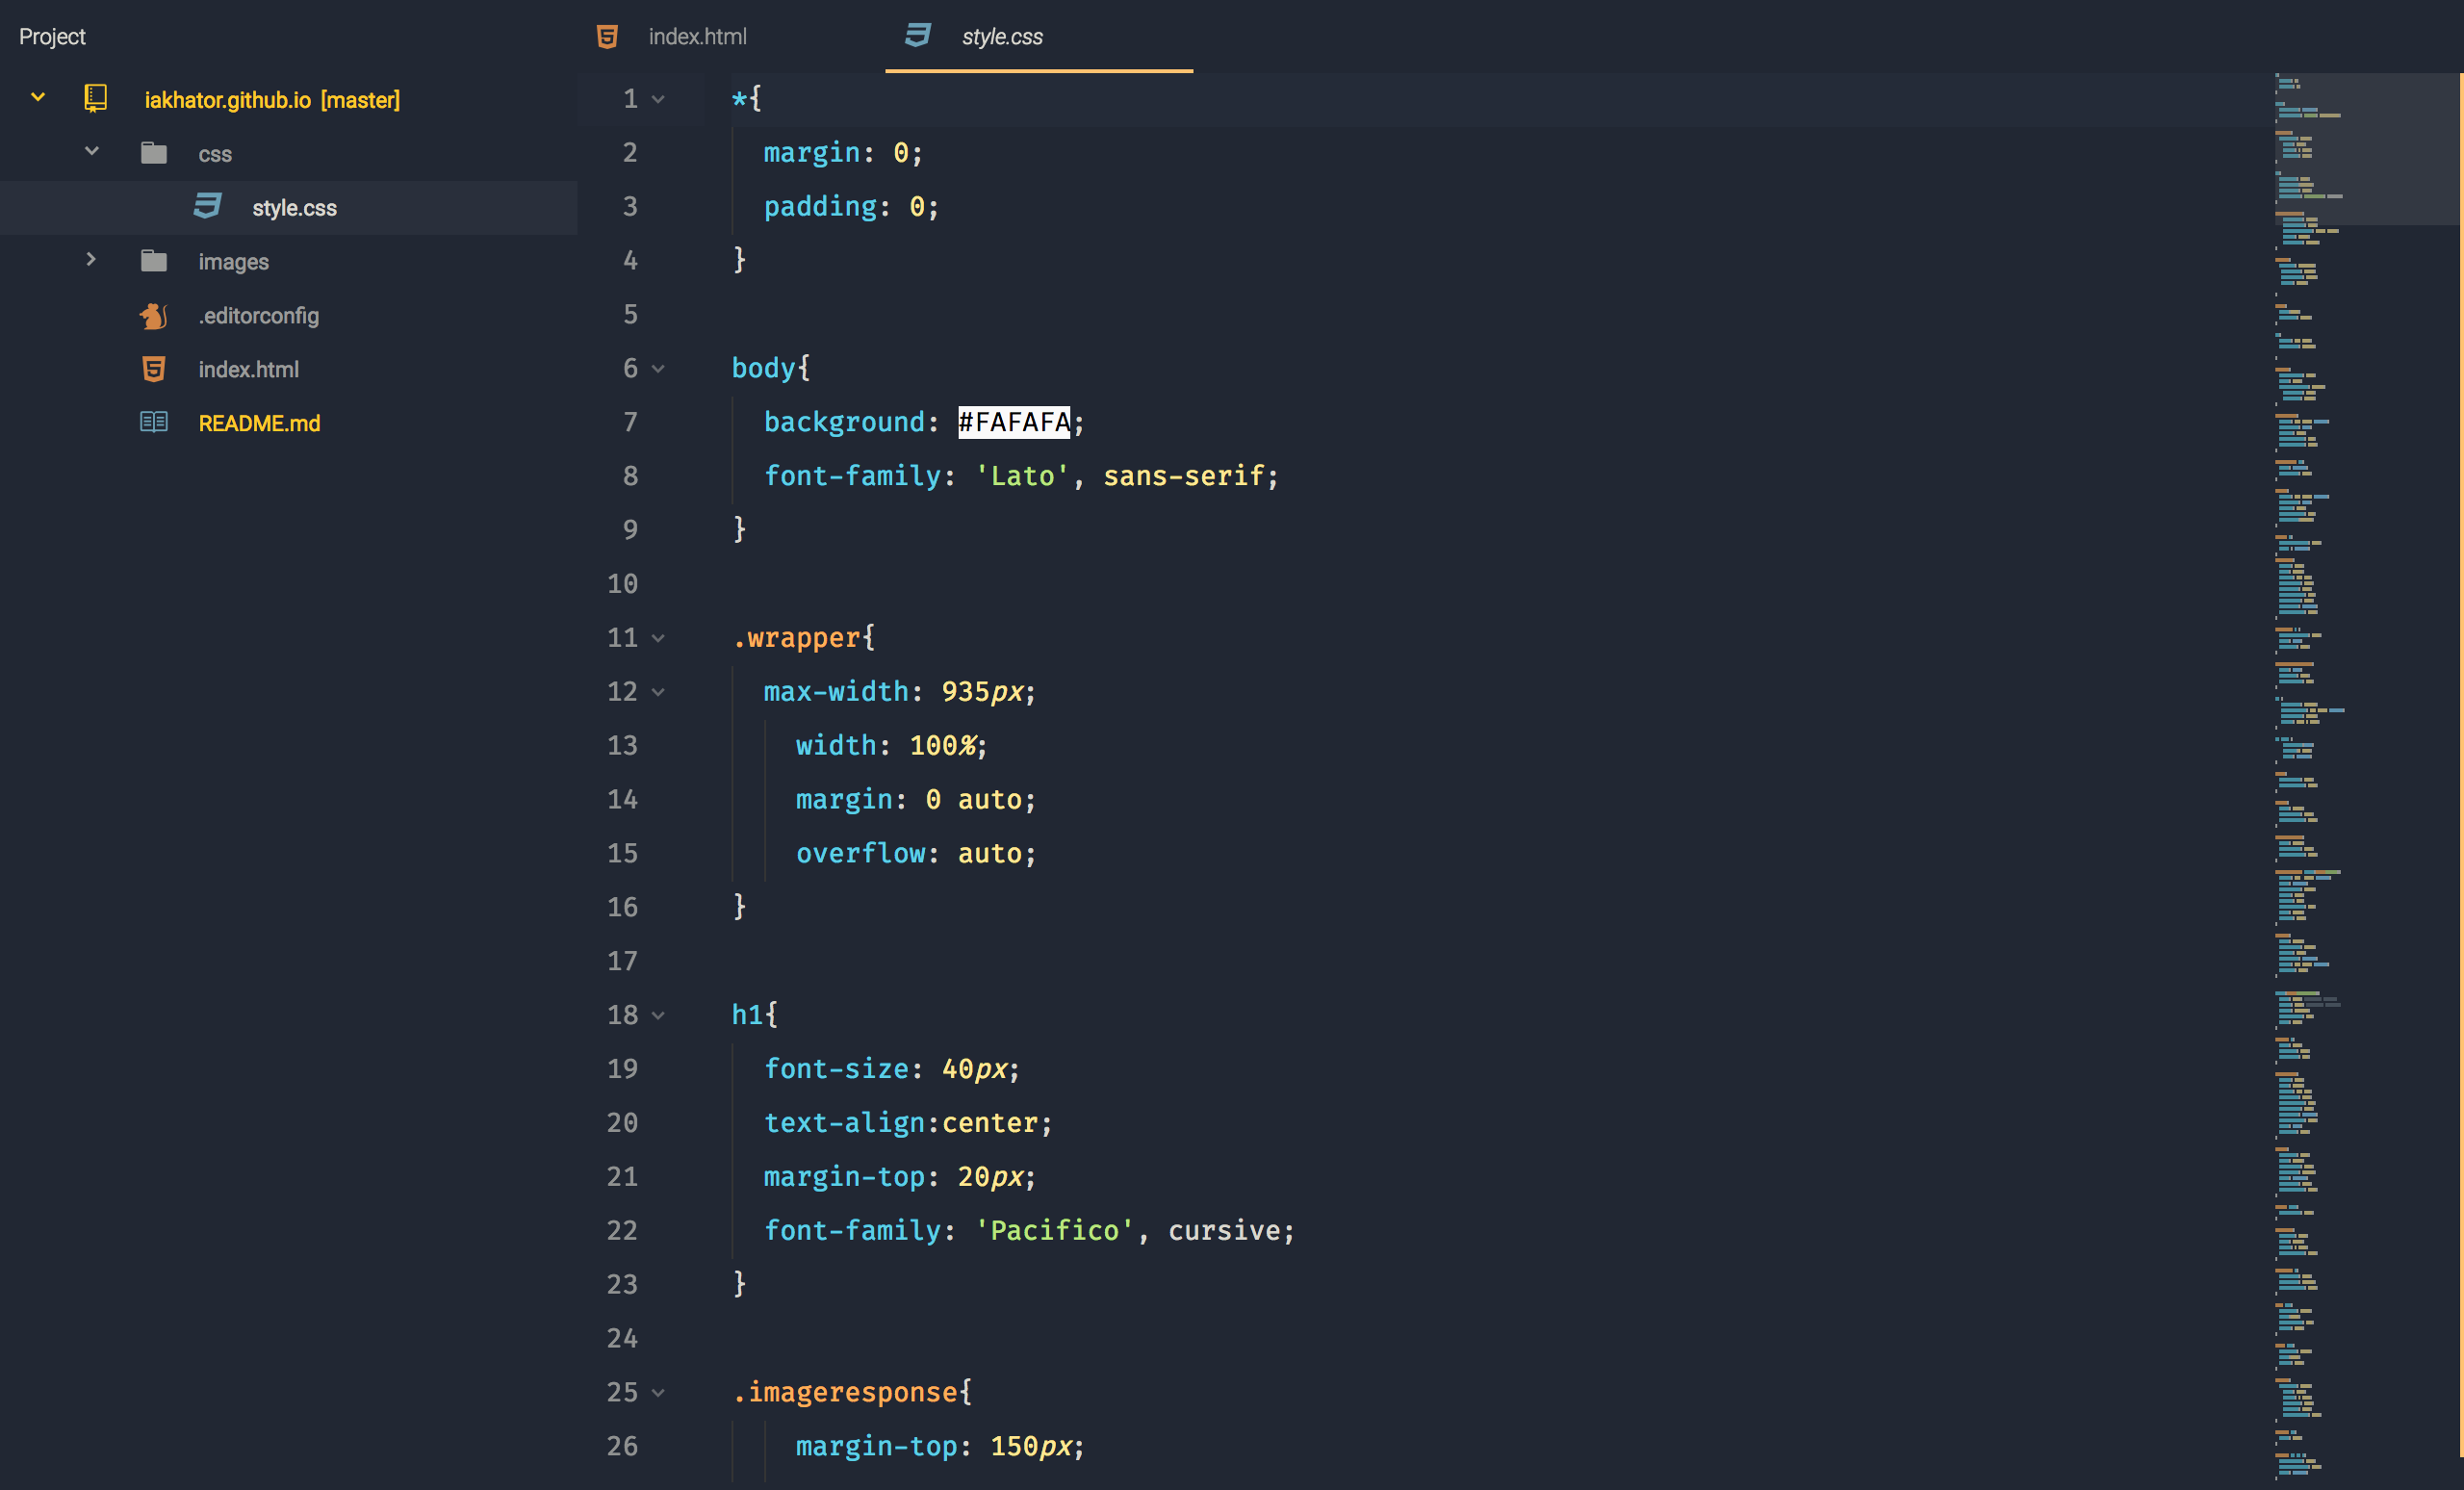 Project
iakhator.github.io [master]
css
style.css
images
.editorconfig
index.html
README.md
index.html
style.css
1 *{
2 margin: 0;
3 padding: 0;
4 }
5
6 body{
7 background: #FAFAFA;
8 font-family: 'Lato', sans-serif;
9 }
10
11 .wrapper{
12 max-width: 935px;
13 width: 100%;
14 margin: 0 auto;
15 overflow: auto;
16 }
17
18 h1{
19 font-size: 40px;
20 text-align:center;
21 margin-top: 20px;
22 font-family: 'Pacifico', cursive;
23 }
24
25 .imageresponse{
26 margin-top: 150px;